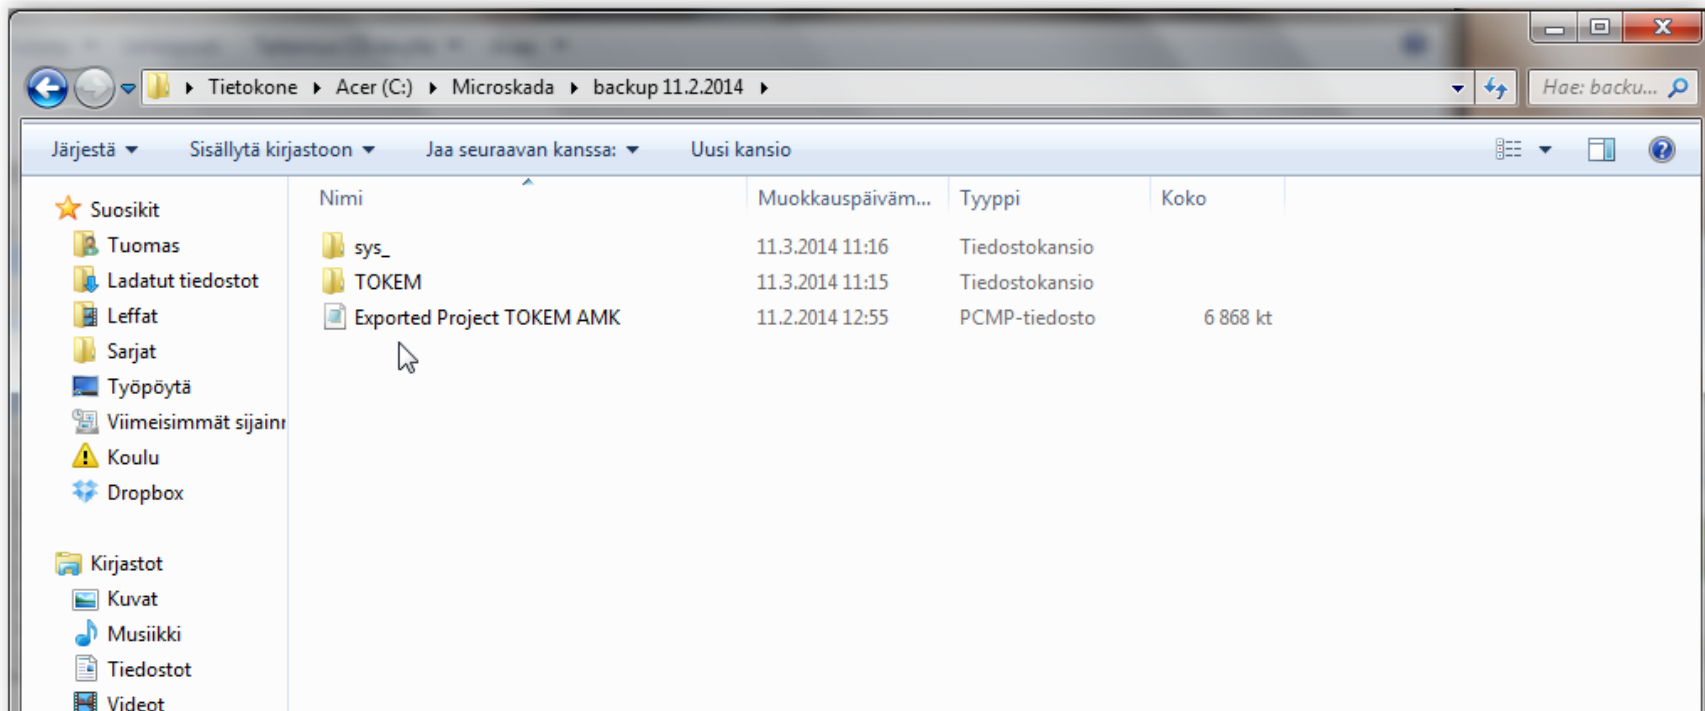 Tietokone Acer (C:) Microskada backup 11.2.2014
Hae: backu...
Järjestä Sisällytä kirjastoon Jaa seuraavan kanssa: Uusi kansio
Nimi Muokkauspäiväm... Tyyppi Koko
sys_ 11.3.2014 11:16 Tiedostokansio
TOKEM 11.3.2014 11:15 Tiedostokansio
Exported Project TOKEM AMK 11.2.2014 12:55 PCMP-tiedosto 6 868 kt
Suosikit
Tuomas
Ladatut tiedostot
Leffat
Sarjat
Työpöytä
Viimeisimmät
Koulu
Dropbox
Kirjastot
Kuvat
Musiikki
Tiedostot
Videot